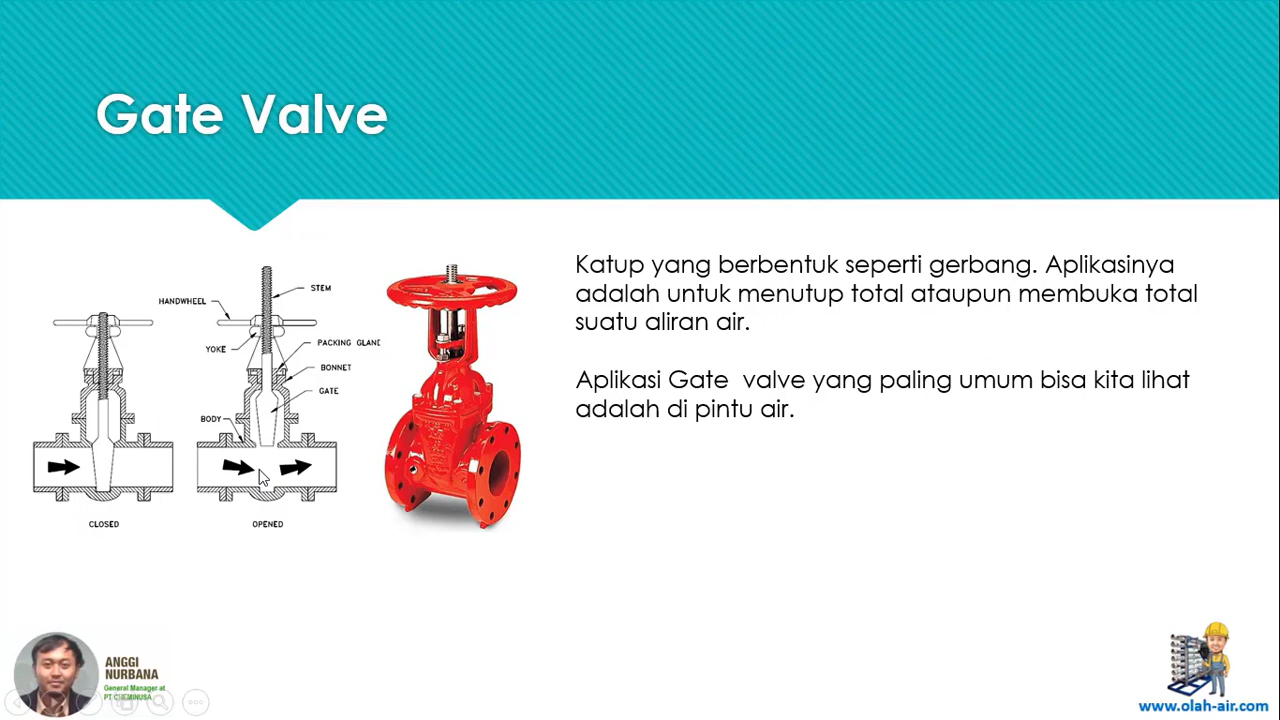 Gate Valve
Katup yang berbentuk seperti gerbang. Aplikasinya
adalah untuk menutup total ataupun membuka total
suatu aliran air.
Aplikasi Gate  valve yang paling umum bisa kita lihat
adalah di pintu air.
STEM
HANDWHEEL
YOKE
PACKING GLAND
BONNET
GATE
BODY
CLOSED
OPENED
ANGGI
NURBANA
General Manager at
PT CHEMINUSA
www.olah-air.com